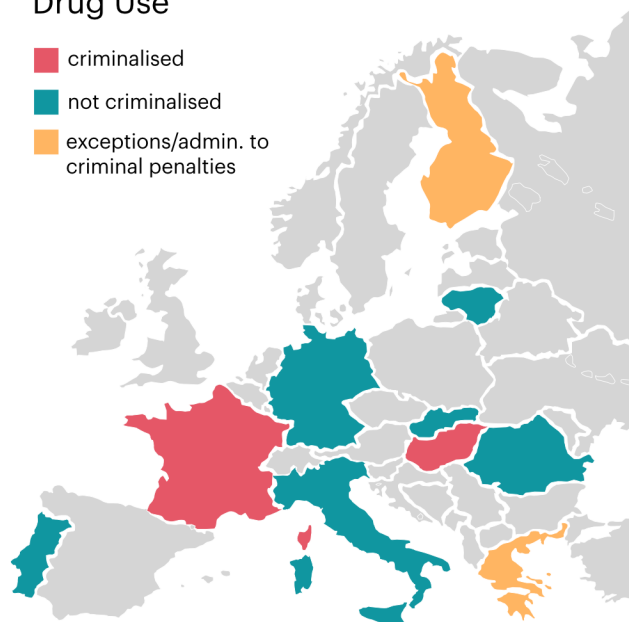 Drug Use
criminalised
not criminalised
exceptions/admin. to
criminal penalties